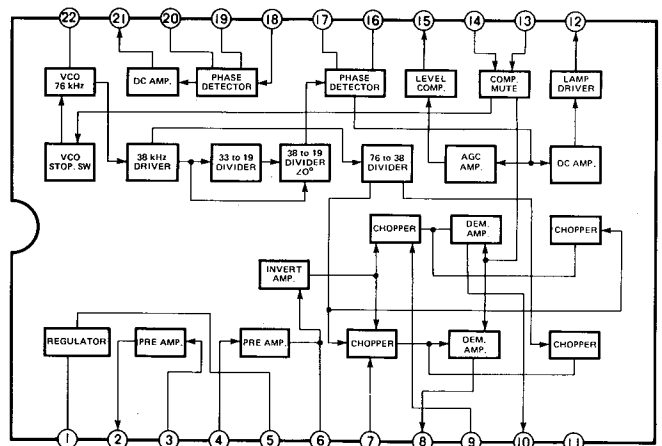 22 21 20 19 18 17 16 15 14 13 12
VCO
76 kHz
DC AMP.
PHASE
DETECTOR
PHASE
DETECTOR
LEVEL
COMP.
COMP.
MUTE
LAMP
DRIVER
VCO
STOP. SW
38 kHz
DRIVER
33 to 19
DIVIDER
38 to 19
DIVIDER
∠0°
76 to 38
DIVIDER
AGC
AMP.
DC AMP.
CHOPPER
DEM.
AMP.
CHOPPER
INVERT
AMP.
REGULATOR
PRE AMP.
PRE AMP.
CHOPPER
DEM.
AMP.
CHOPPER
1 2 3 4 5 6 7 8 9 10 11